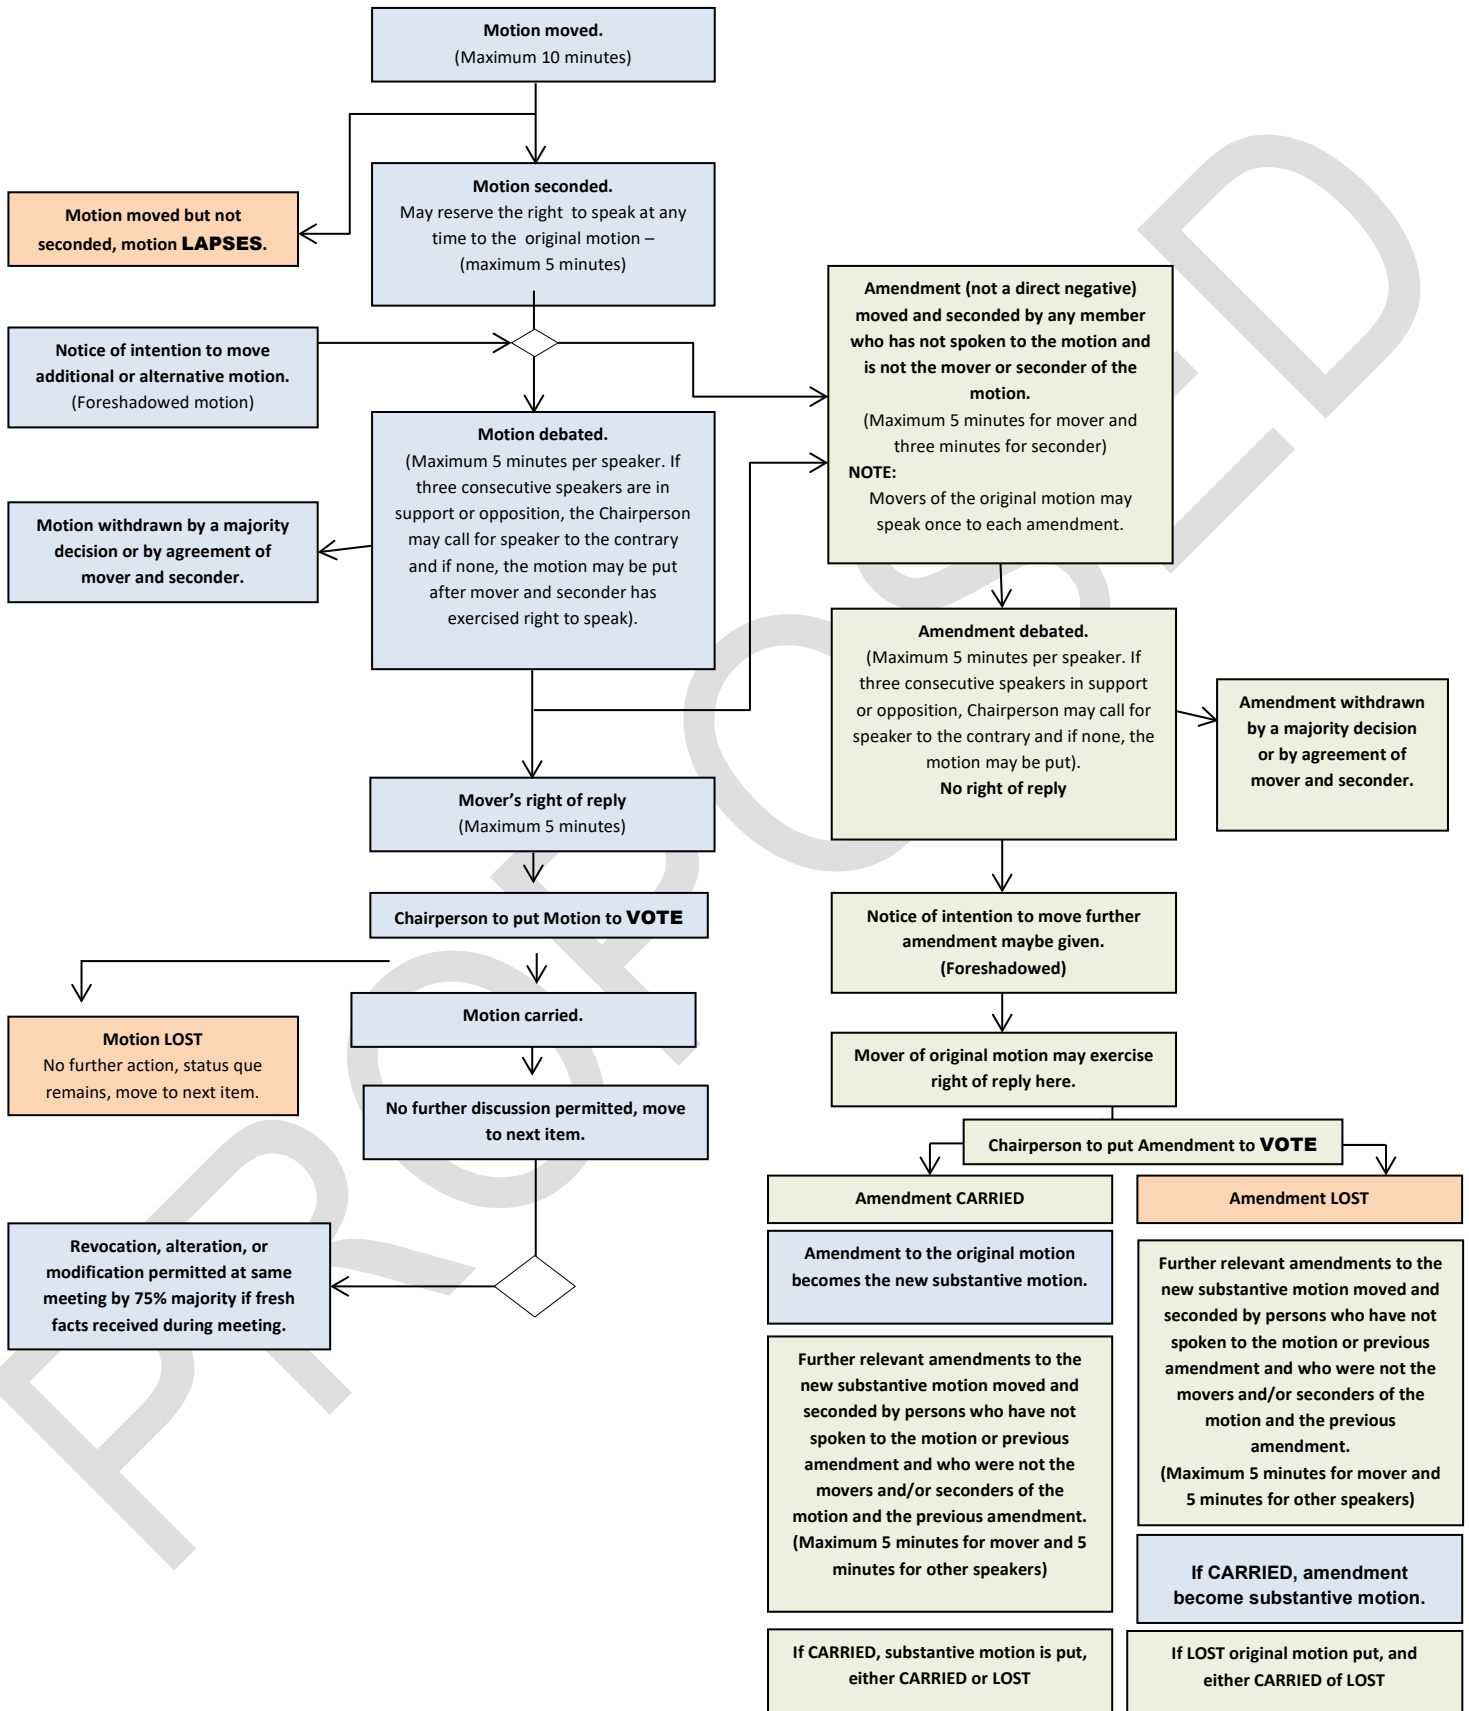 Motion moved.
(Maximum 10 minutes)
Motion seconded.
May reserve the right to speak at any
time to the original motion –
(maximum 5 minutes)
Motion moved but not
seconded, motion LAPSES.
Notice of intention to move
additional or alternative motion.
(Foreshadowed motion)
Motion debated.
(Maximum 5 minutes per speaker. If
three consecutive speakers are in
support or opposition, the Chairperson
may call for speaker to the contrary
and if none, the motion may be put
after mover and seconder has
exercised right to speak).
Motion withdrawn by a majority
decision or by agreement of
mover and seconder.
Mover’s right of reply
(Maximum 5 minutes)
Chairperson to put Motion to VOTE
Motion LOST
No further action, status que
remains, move to next item.
Motion carried.
No further discussion permitted, move
to next item.
Revocation, alteration, or
modification permitted at same
meeting by 75% majority if fresh
facts received during meeting.
Amendment (not a direct negative)
moved and seconded by any member
who has not spoken to the motion and
is not the mover or seconder of the
motion.
(Maximum 5 minutes for mover and
three minutes for seconder)
NOTE:
Movers of the original motion may
speak once to each amendment.
Amendment debated.
(Maximum 5 minutes per speaker. If
three consecutive speakers in support
or opposition, Chairperson may call for
speaker to the contrary and if none, the
motion may be put).
No right of reply
Amendment withdrawn
by a majority decision
or by agreement of
mover and seconder.
Notice of intention to move further
amendment maybe given.
(Foreshadowed)
Mover of original motion may exercise
right of reply here.
Chairperson to put Amendment to VOTE
Amendment CARRIED
Amendment to the original motion
becomes the new substantive motion.
Further relevant amendments to the
new substantive motion moved and
seconded by persons who have not
spoken to the motion or previous
amendment and who were not the
movers and/or seconders of the
motion and the previous amendment.
(Maximum 5 minutes for mover and 5
minutes for other speakers)
If CARRIED, substantive motion is put,
either CARRIED or LOST
Amendment LOST
Further relevant amendments to the
new substantive motion moved and
seconded by persons who have not
spoken to the motion or previous
amendment and who were not the
movers and/or seconders of the
motion and the previous
amendment.
(Maximum 5 minutes for mover and
5 minutes for other speakers)
If CARRIED, amendment
become substantive motion.
If LOST original motion put, and
either CARRIED of LOST
PROPOSED